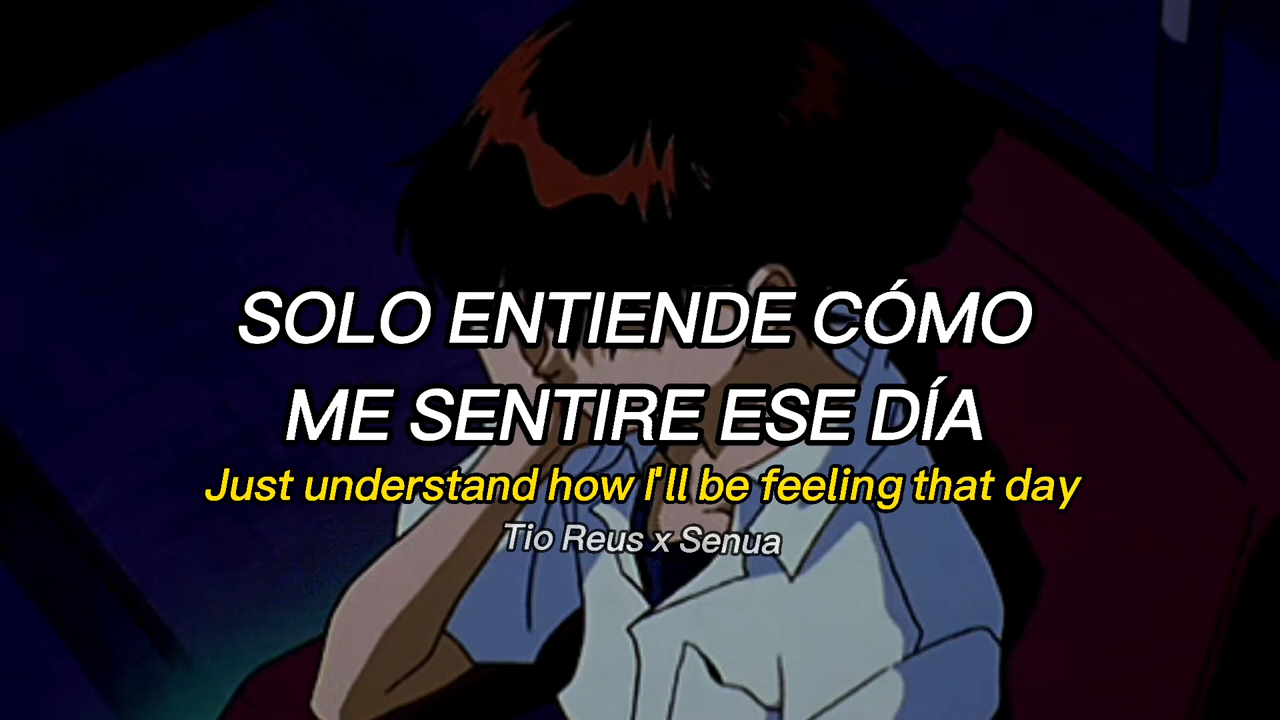 SOLO ENTIENDE CÓMO
ME SENTIRE ESE DÍA
Just understand how I'll be feeling that day
Tio Reus x Senua